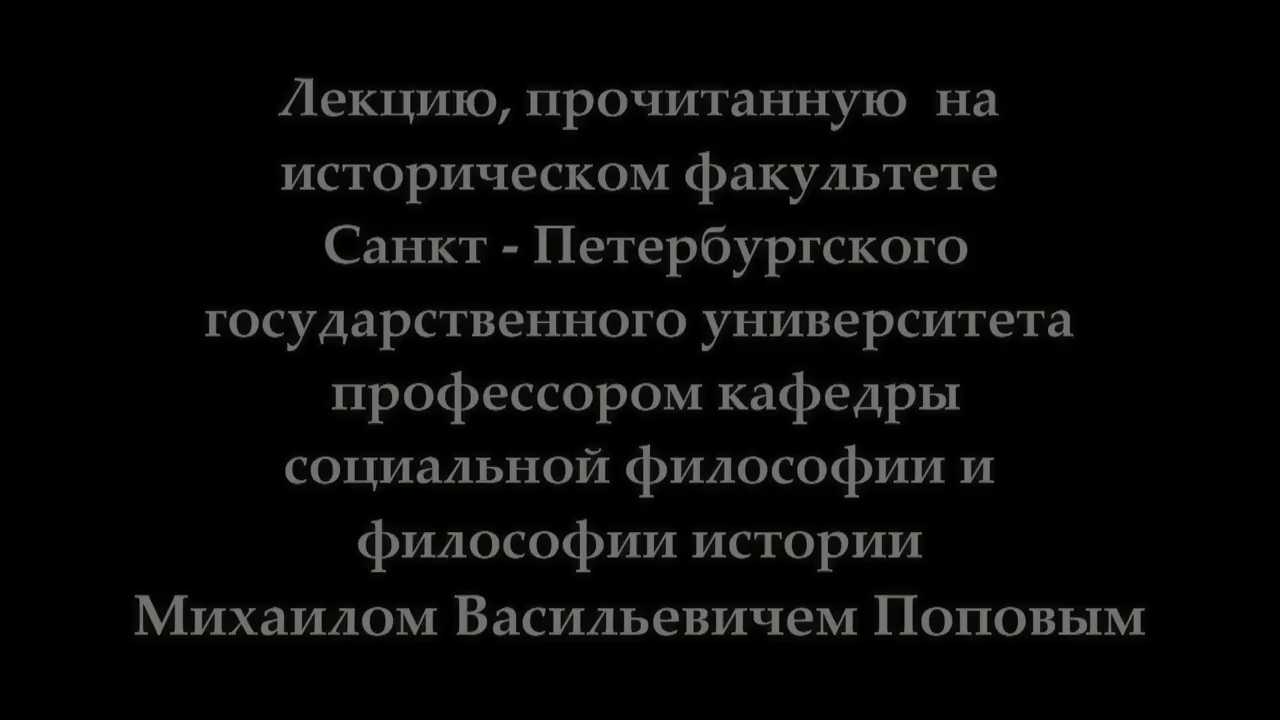 Лекцию, прочитанную на
историческом факультете
Санкт - Петербургского
государственного университета
профессором кафедры
социальной философии и
философии истории
Михаилом Васильевичем Поповым